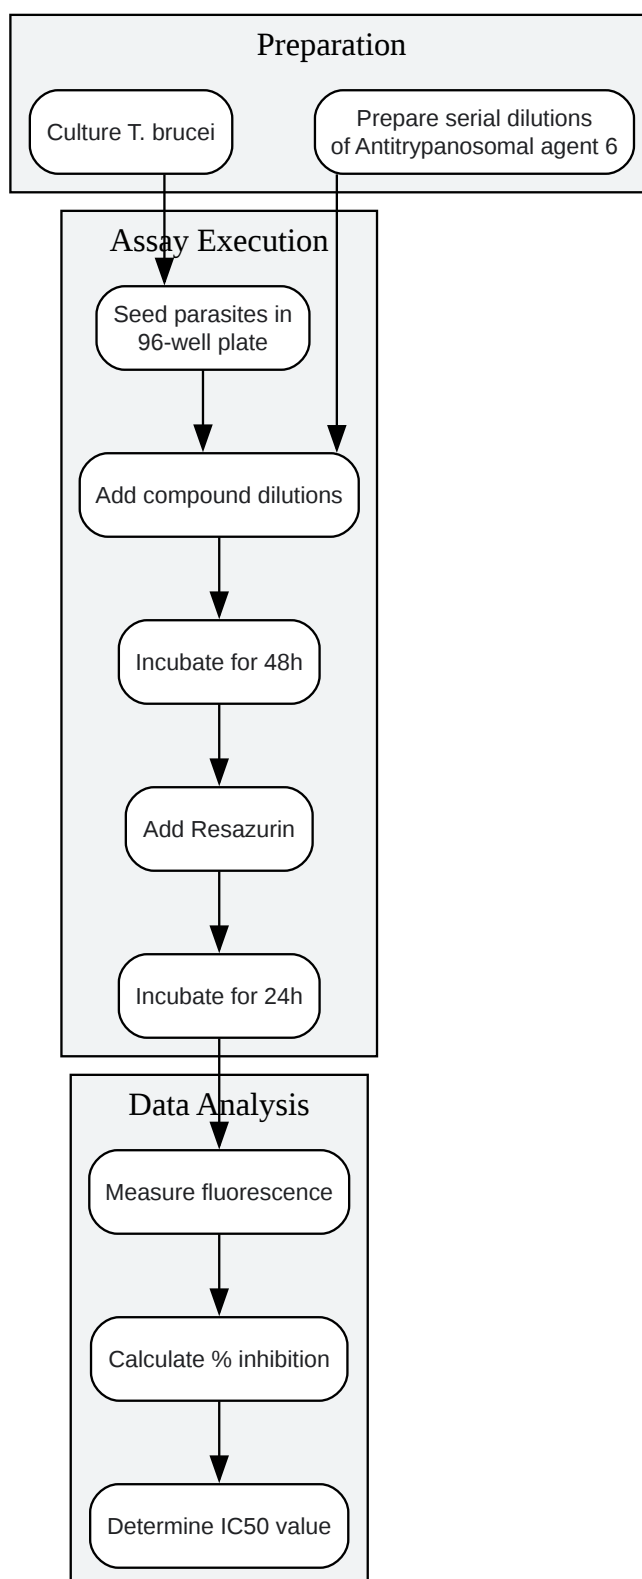 Preparation
Culture T. brucei
Prepare serial dilutions
of Antitrypanosomal agent 6
Assay Execution
Seed parasites in
96-well plate
Add compound dilutions
Incubate for 48h
Add Resazurin
Incubate for 24h
Data Analysis
Measure fluorescence
Calculate % inhibition
Determine IC50 value